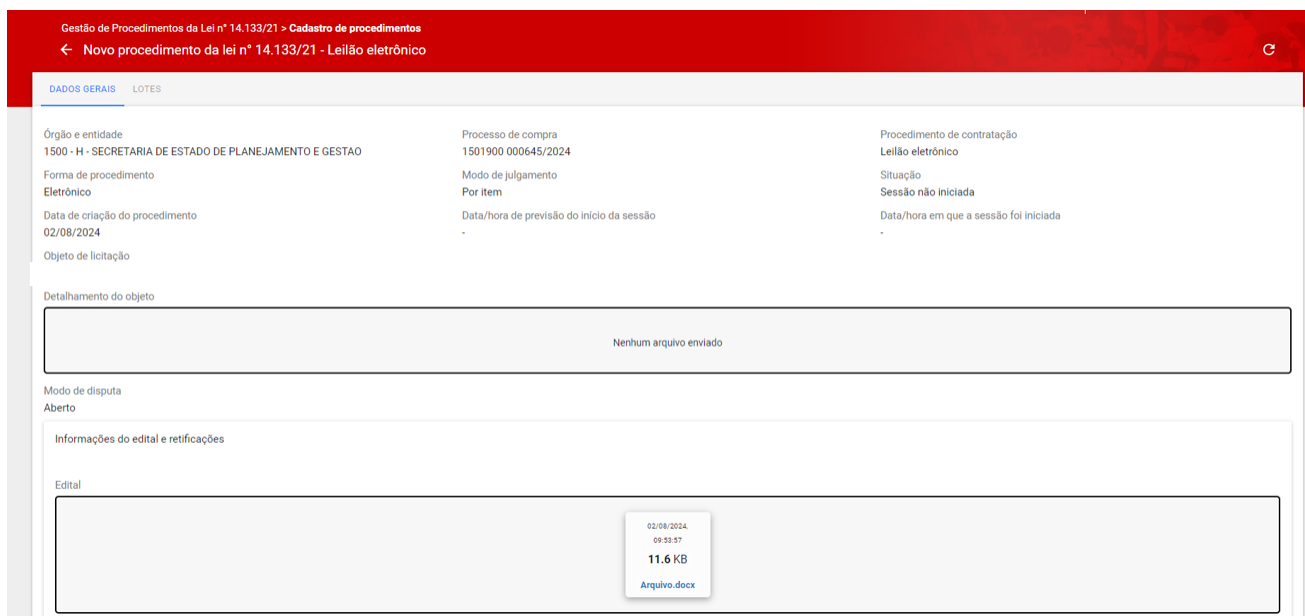 Gestão de Procedimentos da Lei n° 14.133/21 > Cadastro de procedimentos
Novo procedimento da lei n° 14.133/21 - Leilão eletrônico
DADOS GERAIS LOTES
Órgão e entidade Processo de compra Procedimento de contratação
1500 - H - SECRETARIA DE ESTADO DE PLANEJAMENTO E GESTAO 1501900 000645/2024 Leilão eletrônico
Forma de procedimento Modo de julgamento Situação
Eletrônico Por item Sessão não iniciada
Data de criação do procedimento Data/hora de previsão do início da sessão Data/hora em que a sessão foi iniciada
02/08/2024 - -
Objeto de licitação
Detalhamento do objeto
Nenhum arquivo enviado
Modo de disputa
Aberto
Informações do edital e retificações
Edital
02/08/2024,
09:53:57
11.6 KB
Arquivo.docx